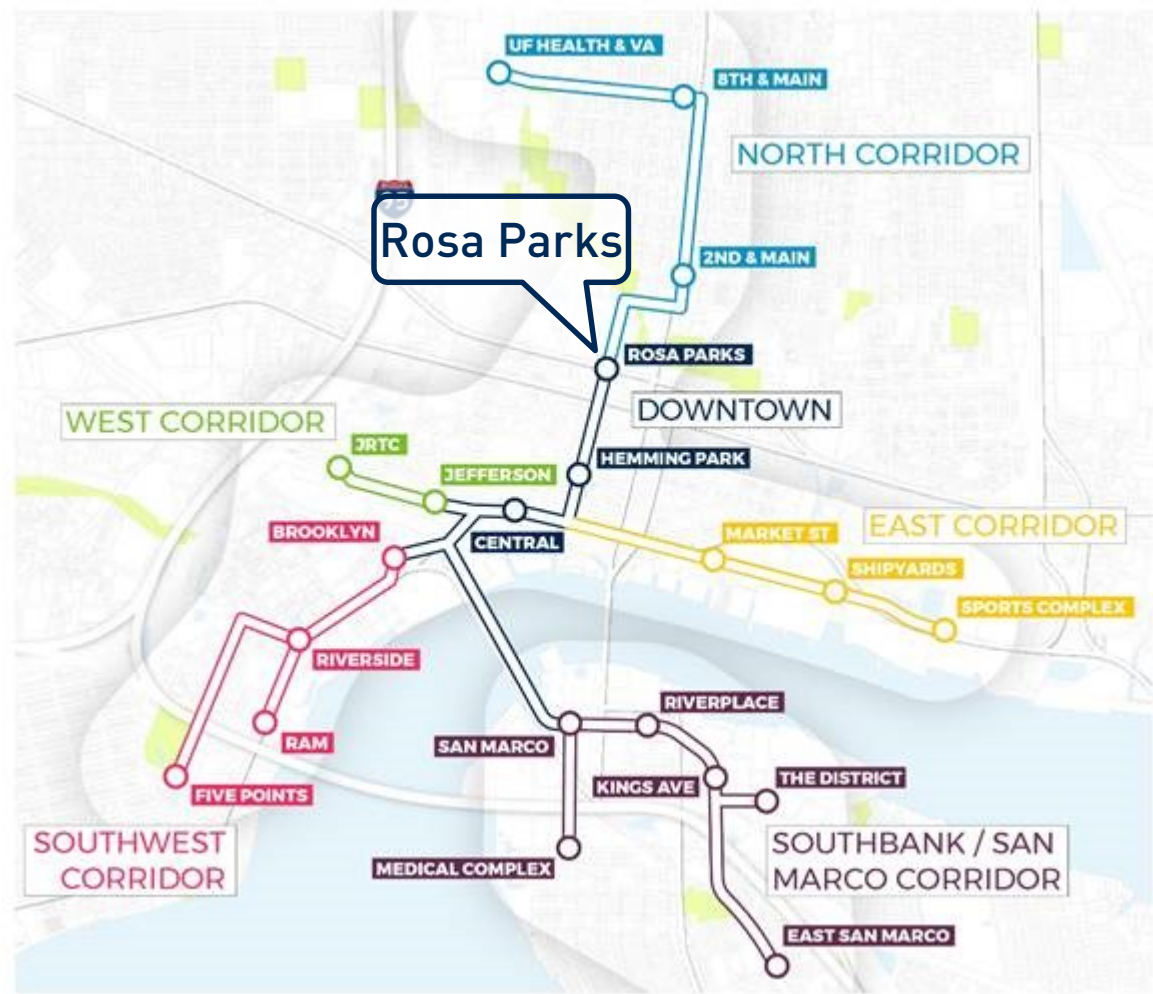 UF HEALTH & VA
8TH & MAIN
NORTH CORRIDOR
Rosa Parks
2ND & MAIN
ROSA PARKS
DOWNTOWN
WEST CORRIDOR
JRTC
HEMMING PARK
JEFFERSON
EAST CORRIDOR
BROOKLYN
CENTRAL
MARKET ST
SHIPYARDS
SPORTS COMPLEX
RIVERSIDE
RIVERPLACE
RAM
SAN MARCO
KINGS AVE
THE DISTRICT
FIVE POINTS
SOUTHWEST
CORRIDOR
SOUTHBANK / SAN
MARCO CORRIDOR
MEDICAL COMPLEX
EAST SAN MARCO